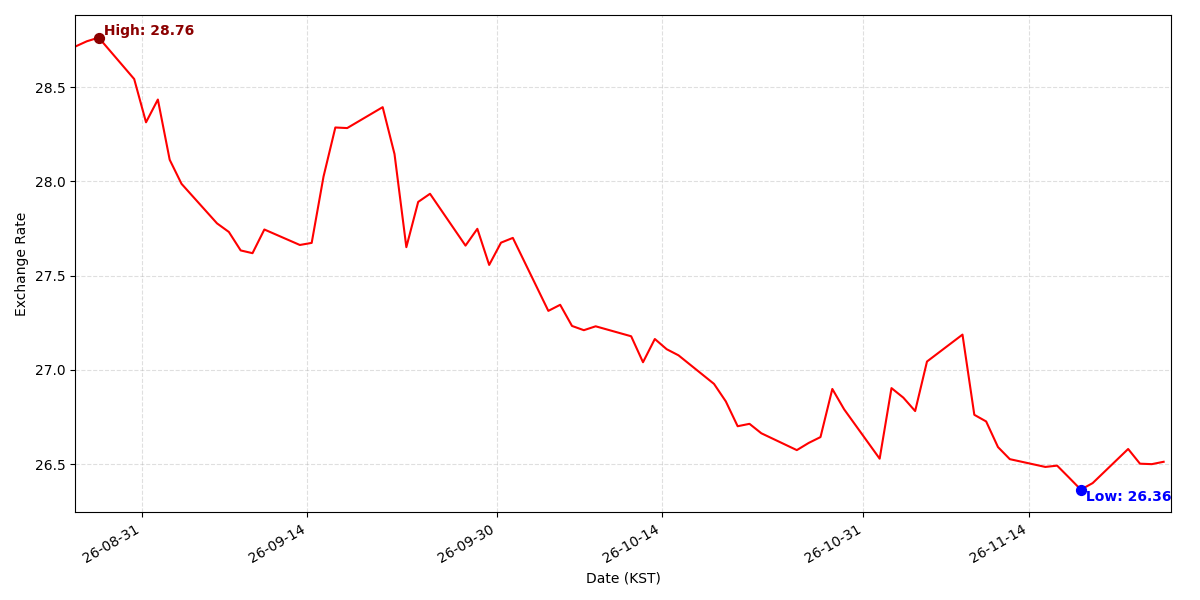 High: 28.76
28.5
28.0
27.5
27.0
26.5
Exchange Rate
Low: 26.36
26-08-31
26-09-14
26-09-30
26-10-14
26-10-31
26-11-14
Date (KST)